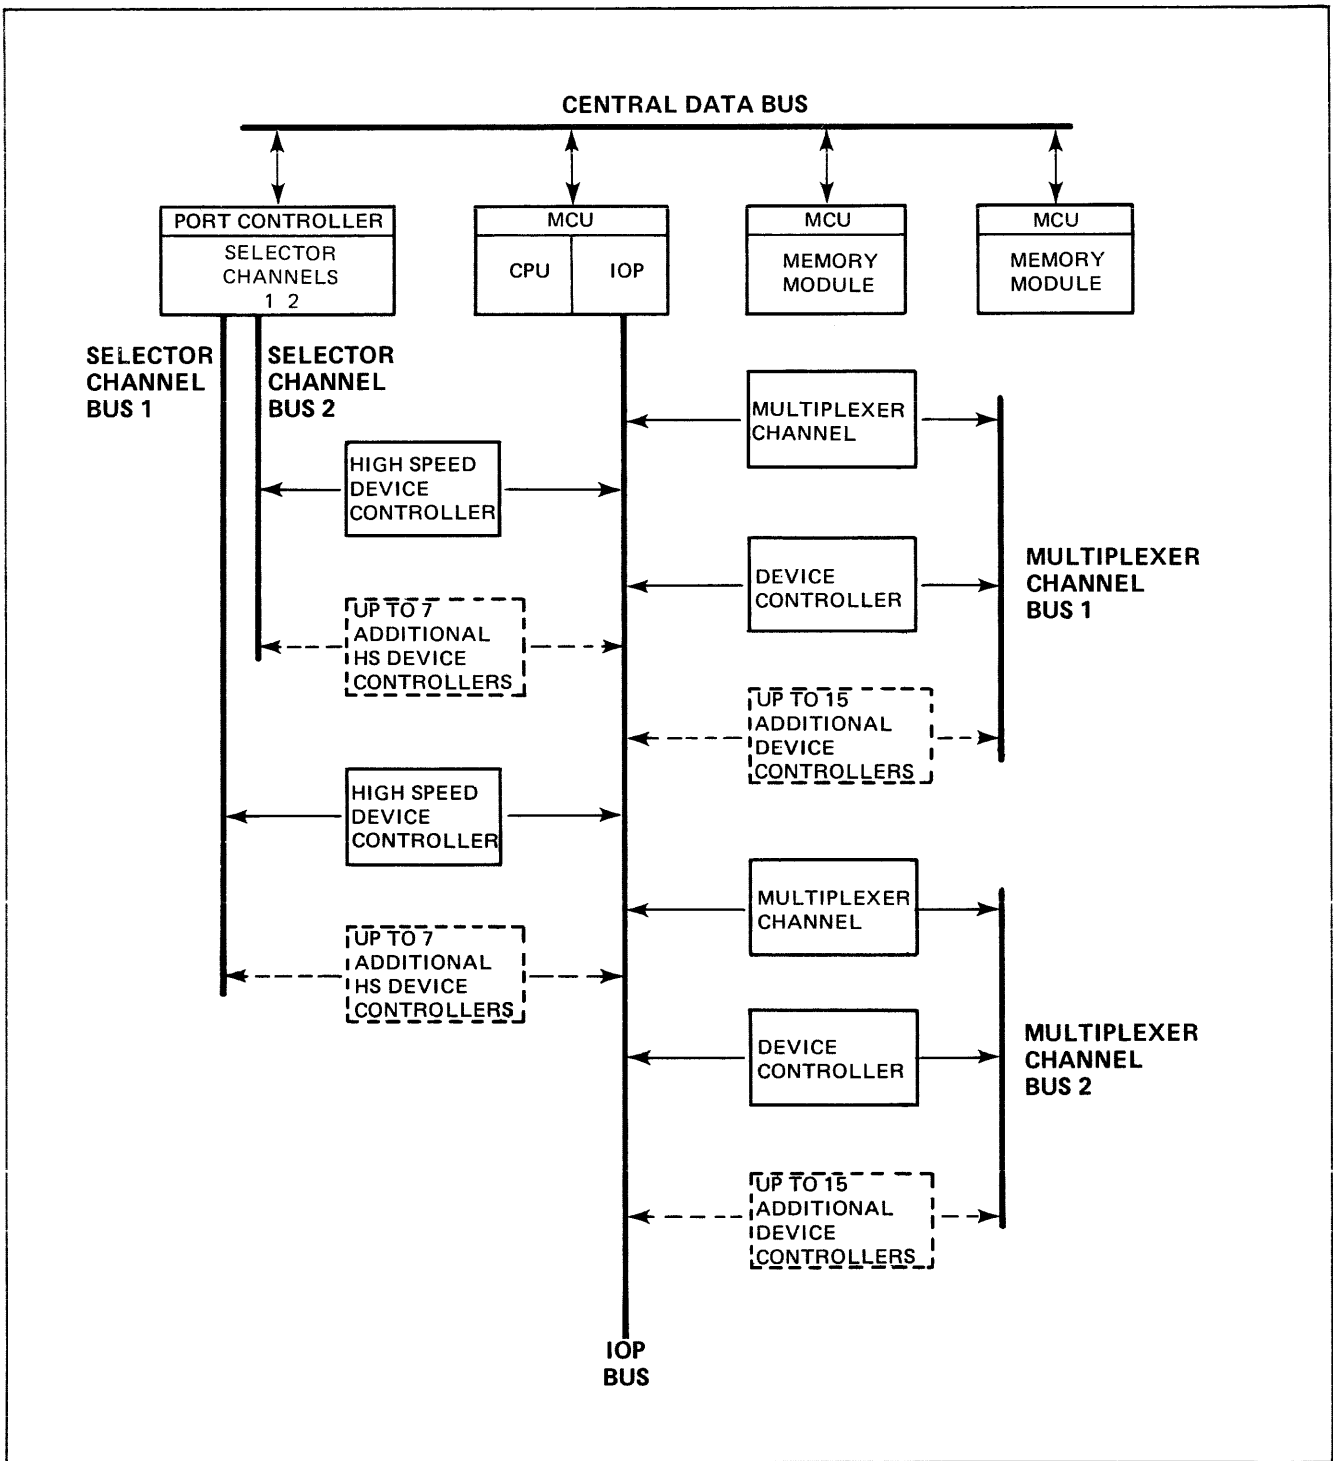 CENTRAL DATA BUS
PORT CONTROLLER
SELECTOR
CHANNELS
1 2
MCU
CPU
IOP
MCU
MEMORY
MODULE
MCU
MEMORY
MODULE
SELECTOR
CHANNEL
BUS 1
SELECTOR
CHANNEL
BUS 2
MULTIPLEXER
CHANNEL
HIGH SPEED
DEVICE
CONTROLLER
DEVICE
CONTROLLER
MULTIPLEXER
CHANNEL
BUS 1
UP TO 7
ADDITIONAL
HS DEVICE
CONTROLLERS
UP TO 15
ADDITIONAL
DEVICE
CONTROLLERS
HIGH SPEED
DEVICE
CONTROLLER
MULTIPLEXER
CHANNEL
UP TO 7
ADDITIONAL
HS DEVICE
CONTROLLERS
DEVICE
CONTROLLER
MULTIPLEXER
CHANNEL
BUS 2
UP TO 15
ADDITIONAL
DEVICE
CONTROLLERS
IOP
BUS